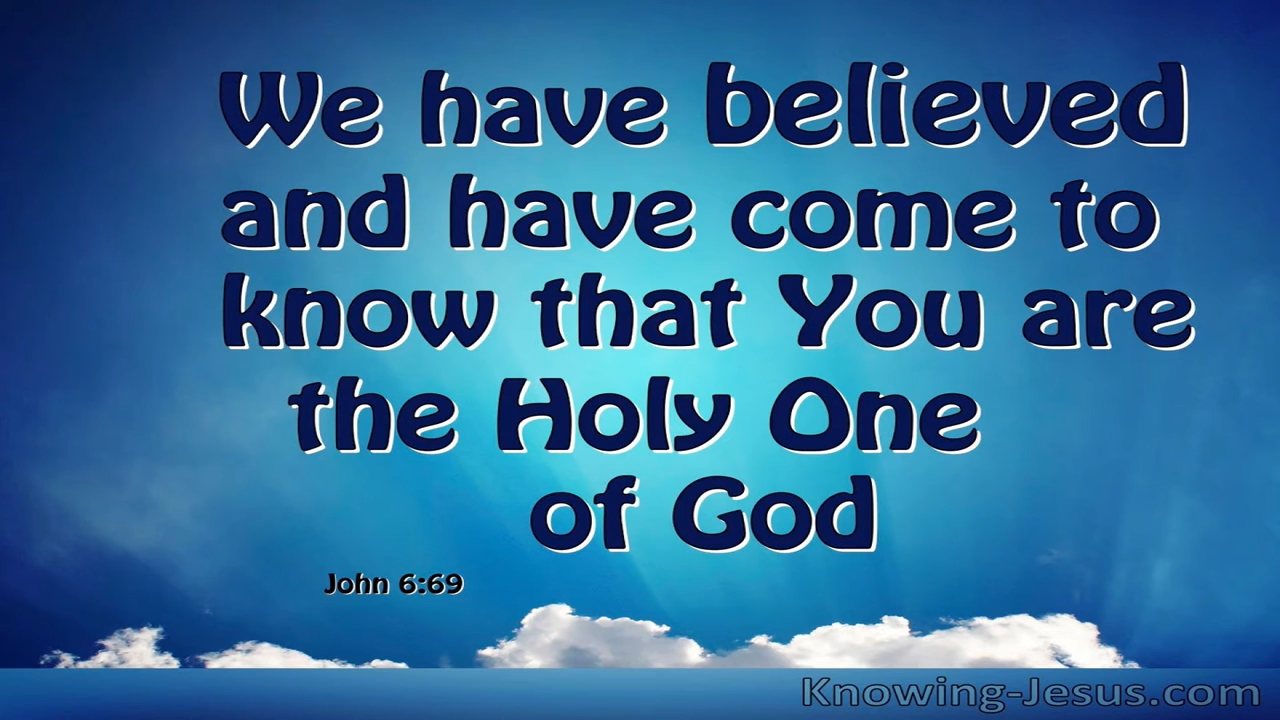 We have believed
and have come to
know that You are
the Holy One
of God
John 6:69
Knowing-Jesus.com